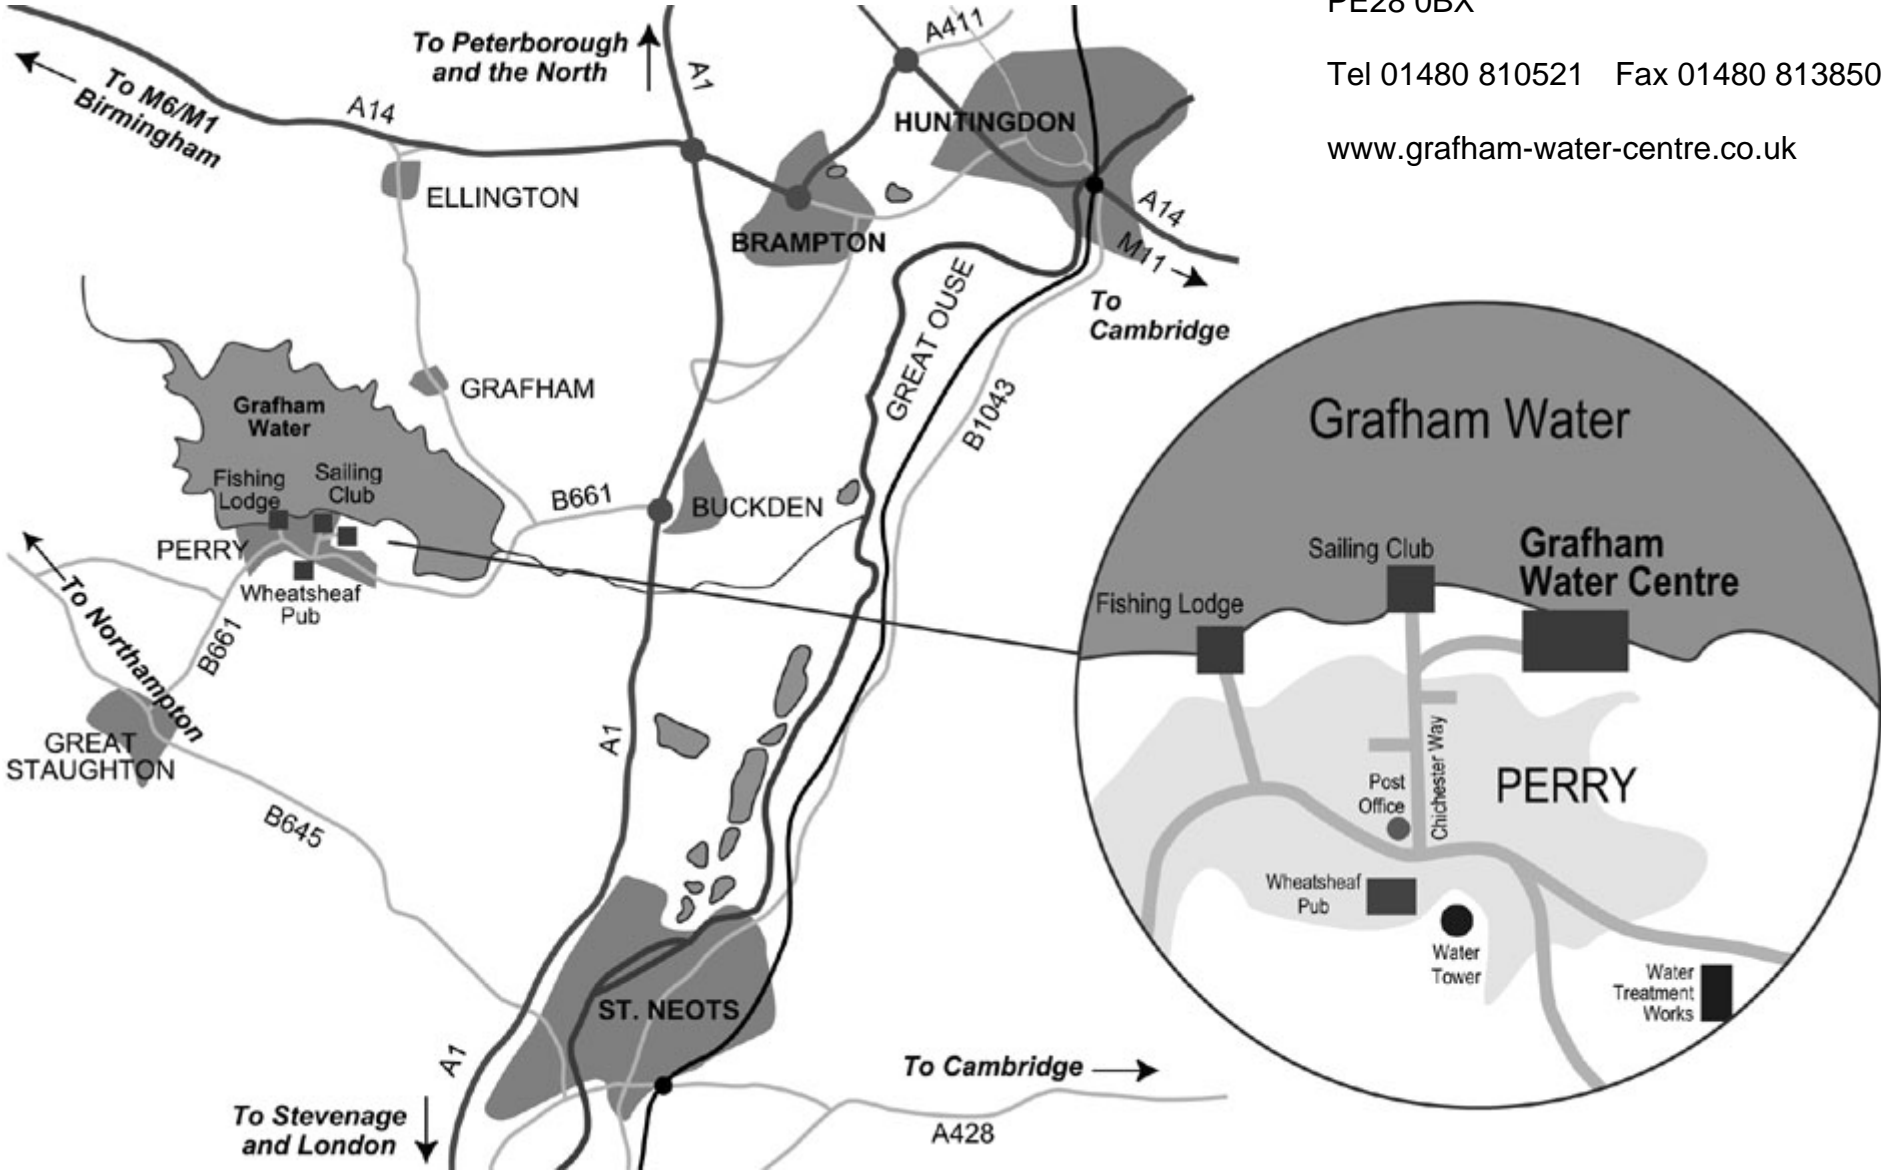 PE28 0BX
Tel 01480 810521 Fax 01480 813850
www.grafham-water-centre.co.uk
To Peterborough
and the North
A1
A411
To M6/M1
Birmingham
A14
HUNTINGDON
ELLINGTON
BRAMPTON
A14
M11
To
Cambridge
GREAT OUSE
B1043
GRAFHAM
Grafham
Water
Fishing
Lodge
Sailing
Club
B661
BUCKDEN
PERRY
Wheatsheaf
Pub
To Northampton
B661
A1
GREAT
STAUGHTON
B645
ST. NEOTS
A1
To Cambridge
To Stevenage
and London
A428
Grafham Water
Sailing Club
Grafham
Water Centre
Fishing Lodge
Chichester Way
PERRY
Post
Office
Wheatsheaf
Pub
Water
Tower
Water
Treatment
Works